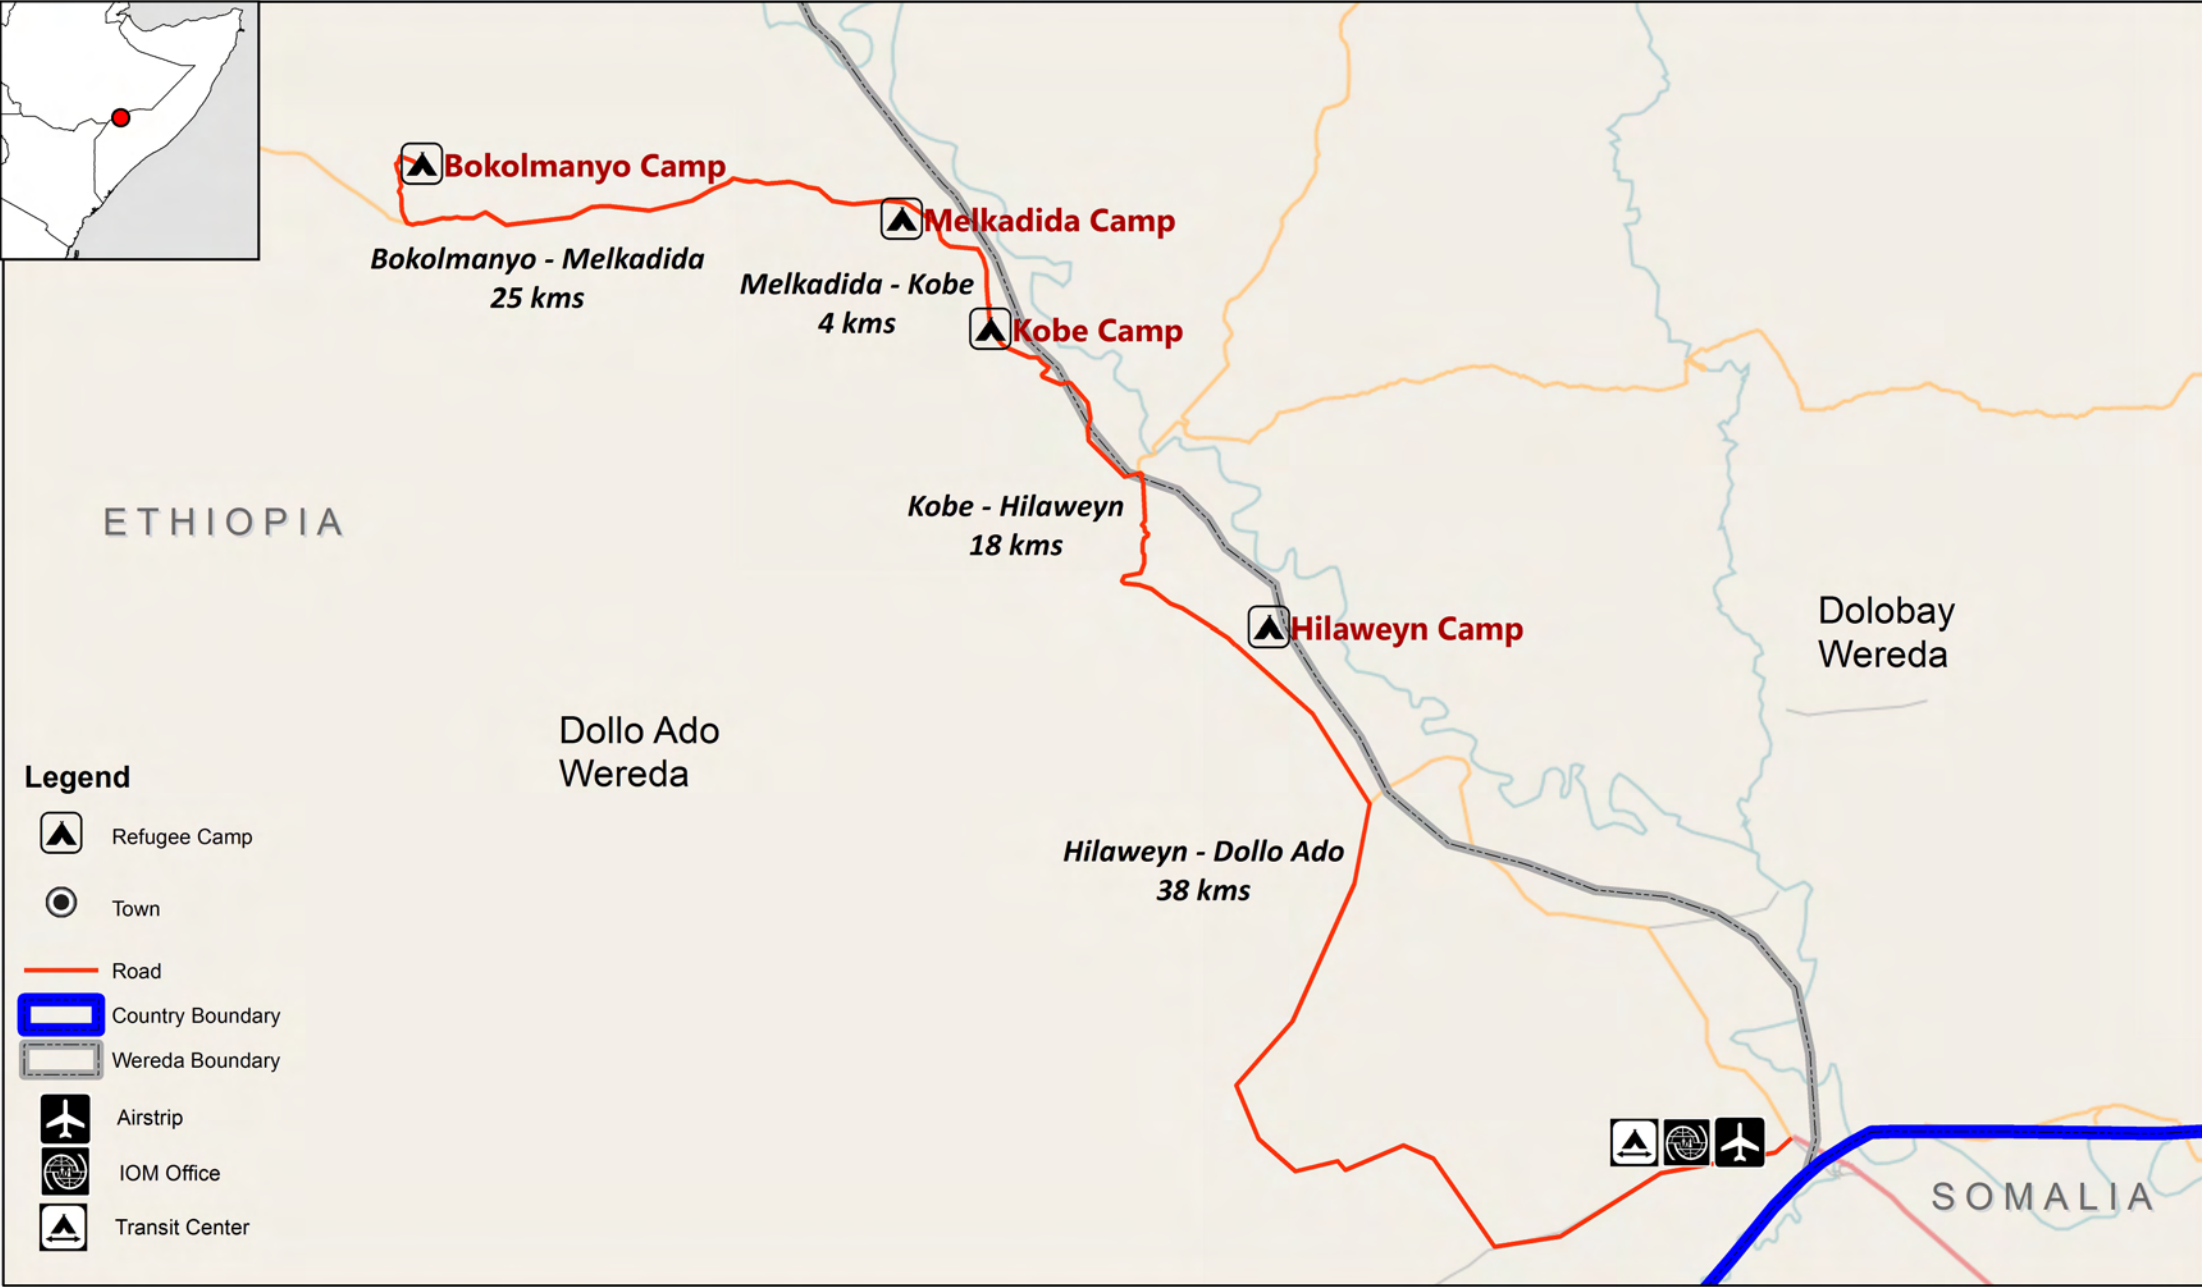 Bokolmanyo Camp
Melkadida Camp
Bokolmanyo - Melkadida
25 kms
Melkadida - Kobe
4 kms
Kobe Camp
ETHIOPIA
Kobe - Hilaweyn
18 kms
Hilaweyn Camp
Dolobay
Wereda
Dollo Ado
Wereda
Hilaweyn - Dollo Ado
38 kms
SOMALIA
Legend
Refugee Camp
Town
Road
Country Boundary
Wereda Boundary
Airstrip
IOM Office
Transit Center